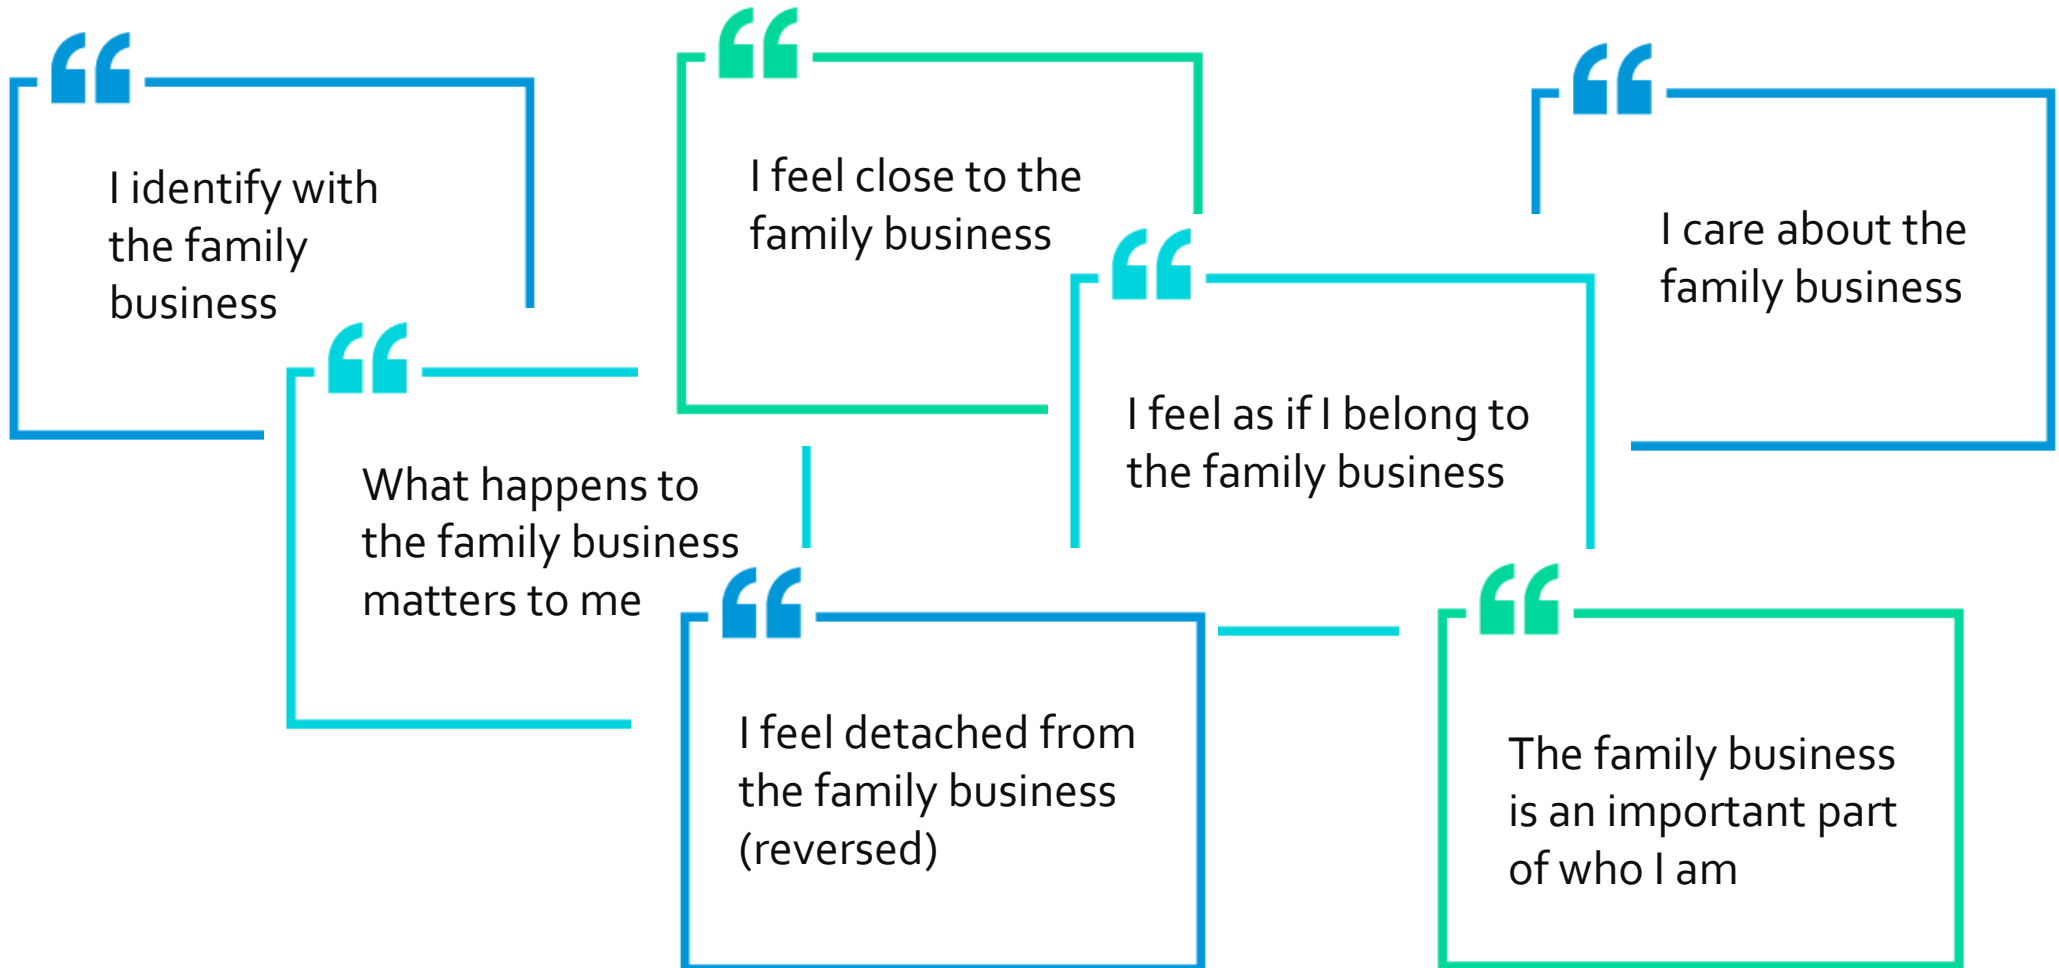 I identify with
the family
business
I feel close to the
family business
I care about the
family business
What happens to
the family business
matters to me
I feel as if I belong to
the family business
I feel detached from
the family business
(reversed)
The family business
is an important part
of who I am